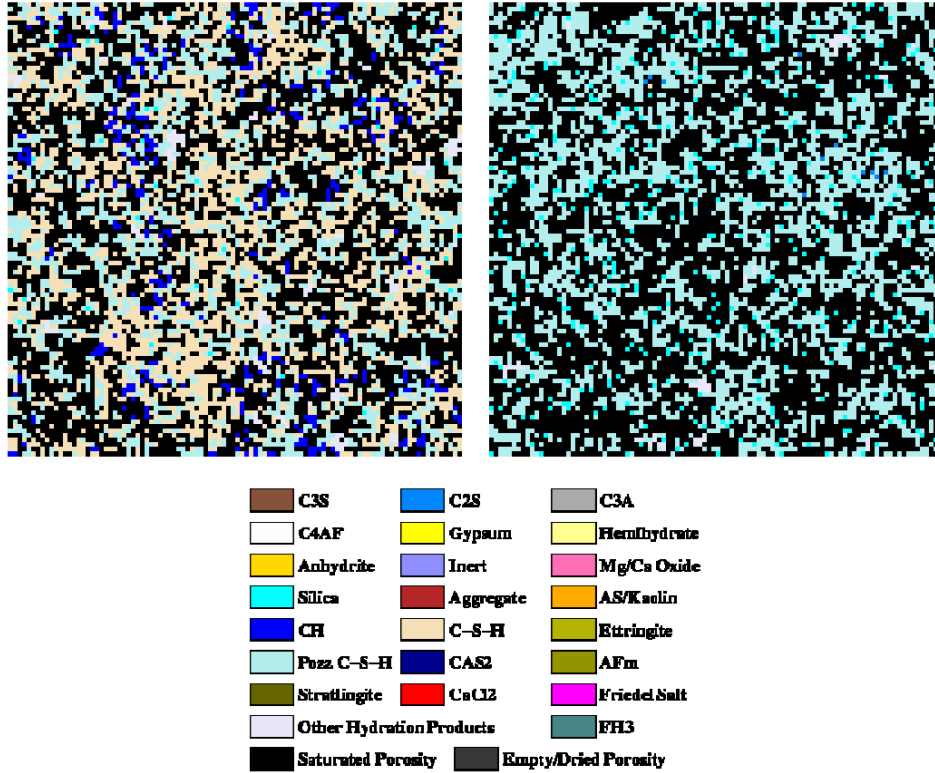 C3S C2S C3A
C4AF Gypsum Hemihydrate
Anhydrite Inert Mg/Ca Oxide
Silica Aggregate AS/Kaolin
CH C-S-H Ettringite
Pozz C-S-H CAS2 AFm
Stratlingite CaCl2 Friedel Salt
Other Hydration Products FH3
Saturated Porosity Empty/Dried Porosity